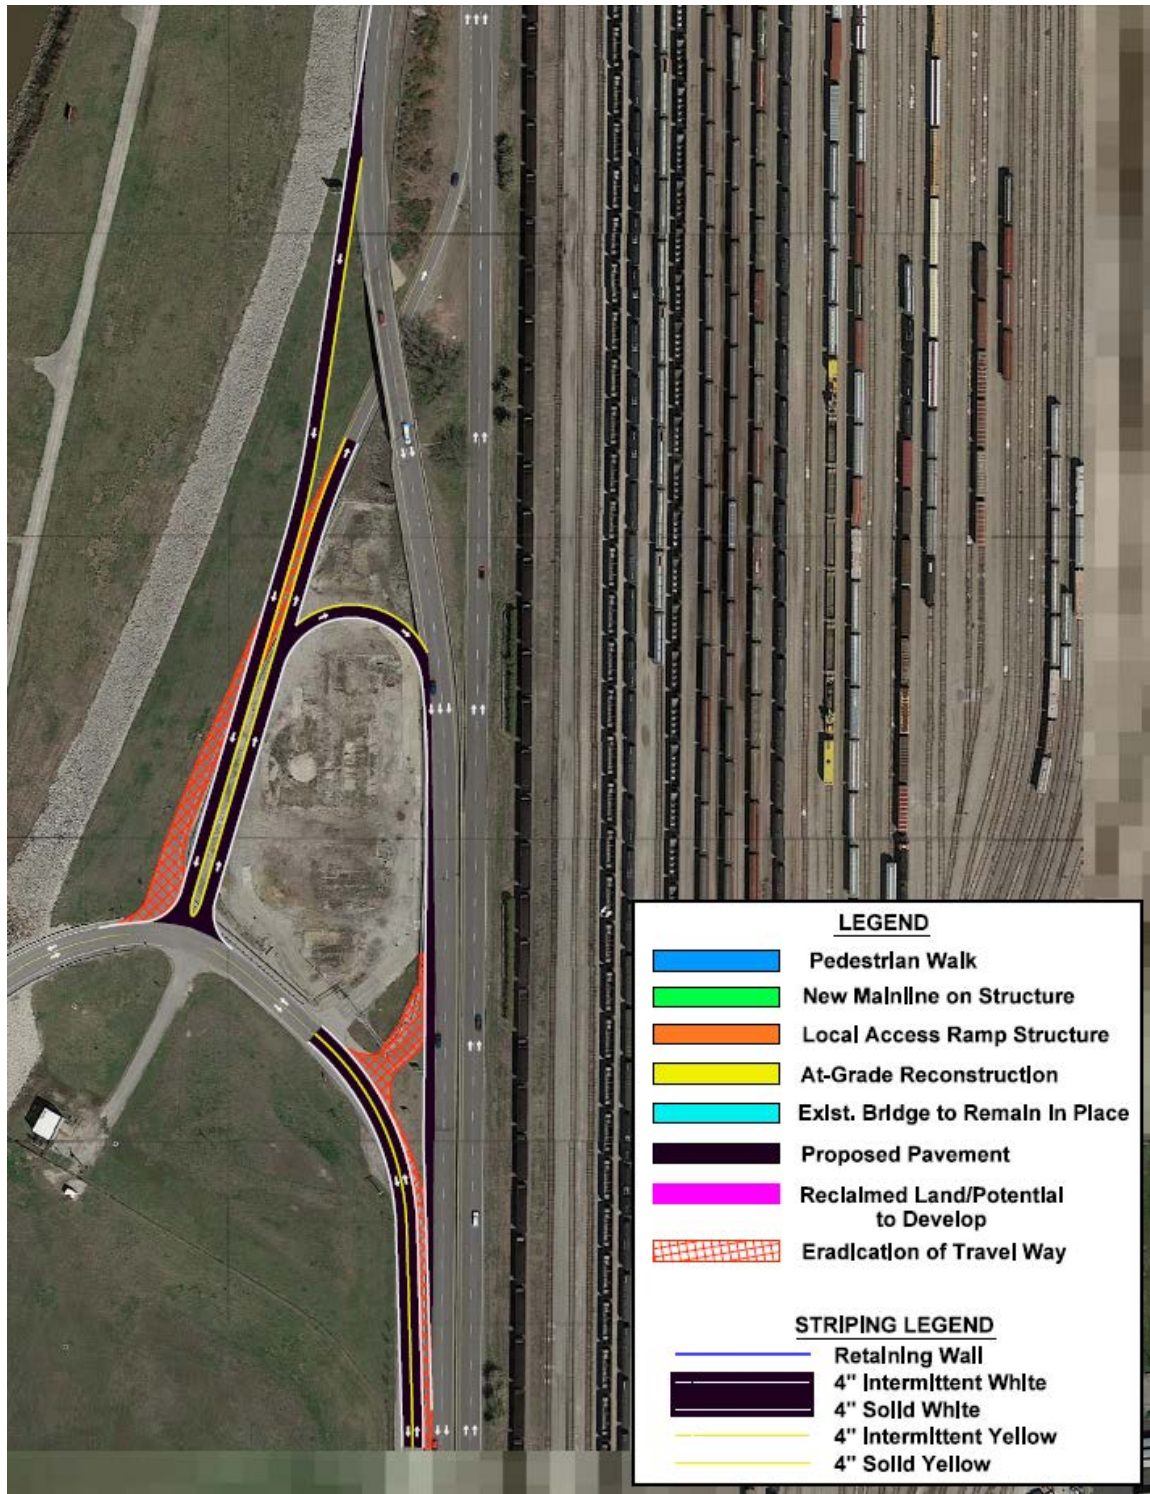 LEGEND
Pedestrian Walk
New Mainline on Structure
Local Access Ramp Structure
At-Grade Reconstruction
Exist. Bridge to Remain In Place
Proposed Pavement
Reclaimed Land/Potential
to Develop
Eradication of Travel Way
STRIPING LEGEND
Retaining Wall
4" Intermittent White
4" Solid White
4" Intermittent Yellow
4" Solid Yellow